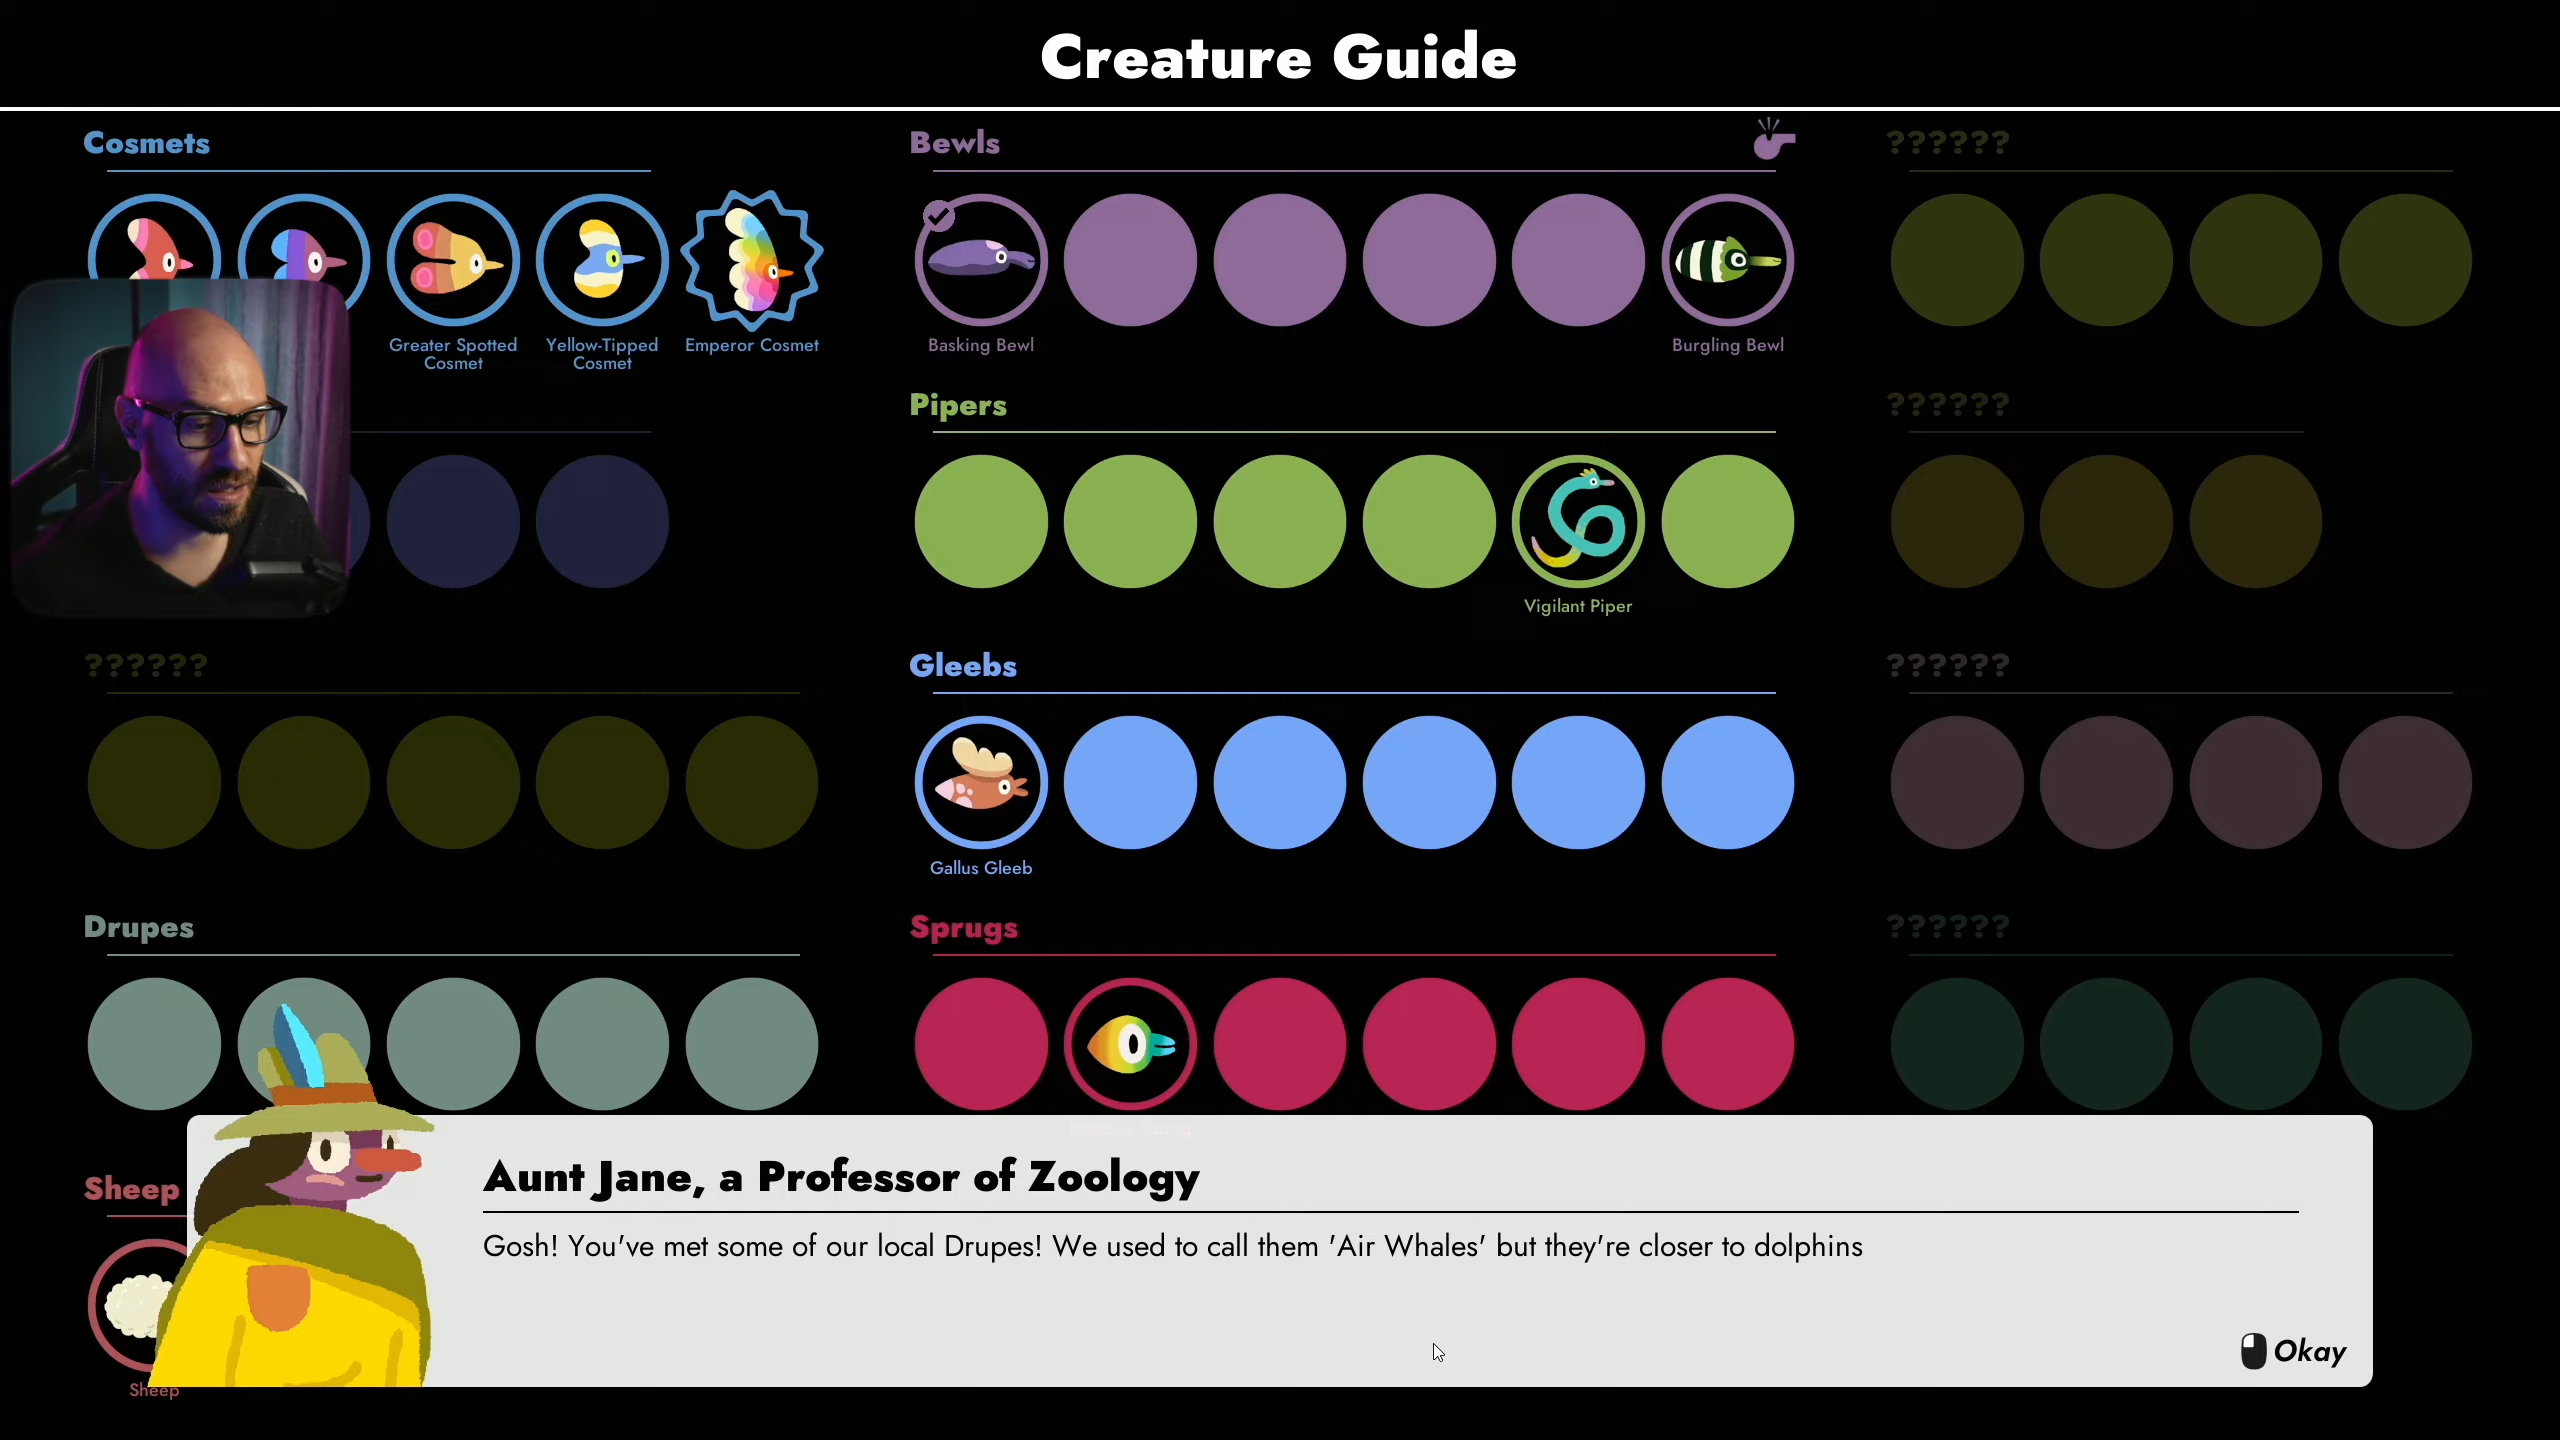 Creature Guide
Cosmets
Bewls
??????
Greater Spotted
Cosmet
Yellow-Tipped
Cosmet
Emperor Cosmet
Basking Bewl
Burgling Bewl
Pipers
??????
Vigilant Piper
??????
Gleebs
??????
Gallus Gleeb
Drupes
Sprugs
??????
Aunt Jane, a Professor of Zoology
Gosh! You've met some of our local Drupes! We used to call them 'Air Whales' but they're closer to dolphins
Okay
Sheep
Sheep